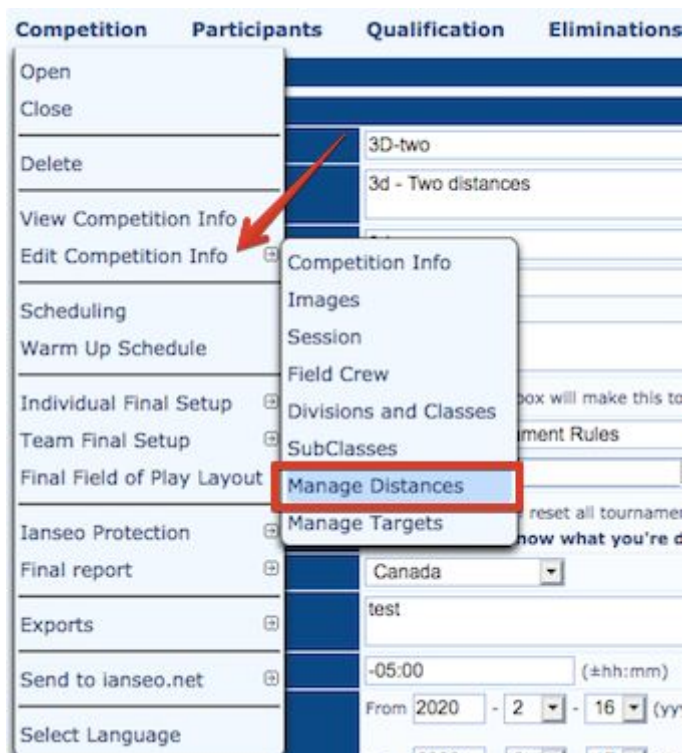 Competition Participants Qualification Eliminations
Open
Close
Delete
View Competition Info
Edit Competition Info
Scheduling
Warm Up Schedule
Individual Final Setup
Team Final Setup
Final Field of Play Layout
Ianseo Protection
Final report
Exports
Send to ianseo.net
Select Language
Competition Info
Images
Session
Field Crew
Divisions and Classes
SubClasses
Manage Distances
Manage Targets
3D-two
3d - Two distances
box will make this to
ment Rules
reset all tournamen
now what you're d
Canada
test
-05:00 (±hh:mm)
From 2020 - 2 - 16 (yyy